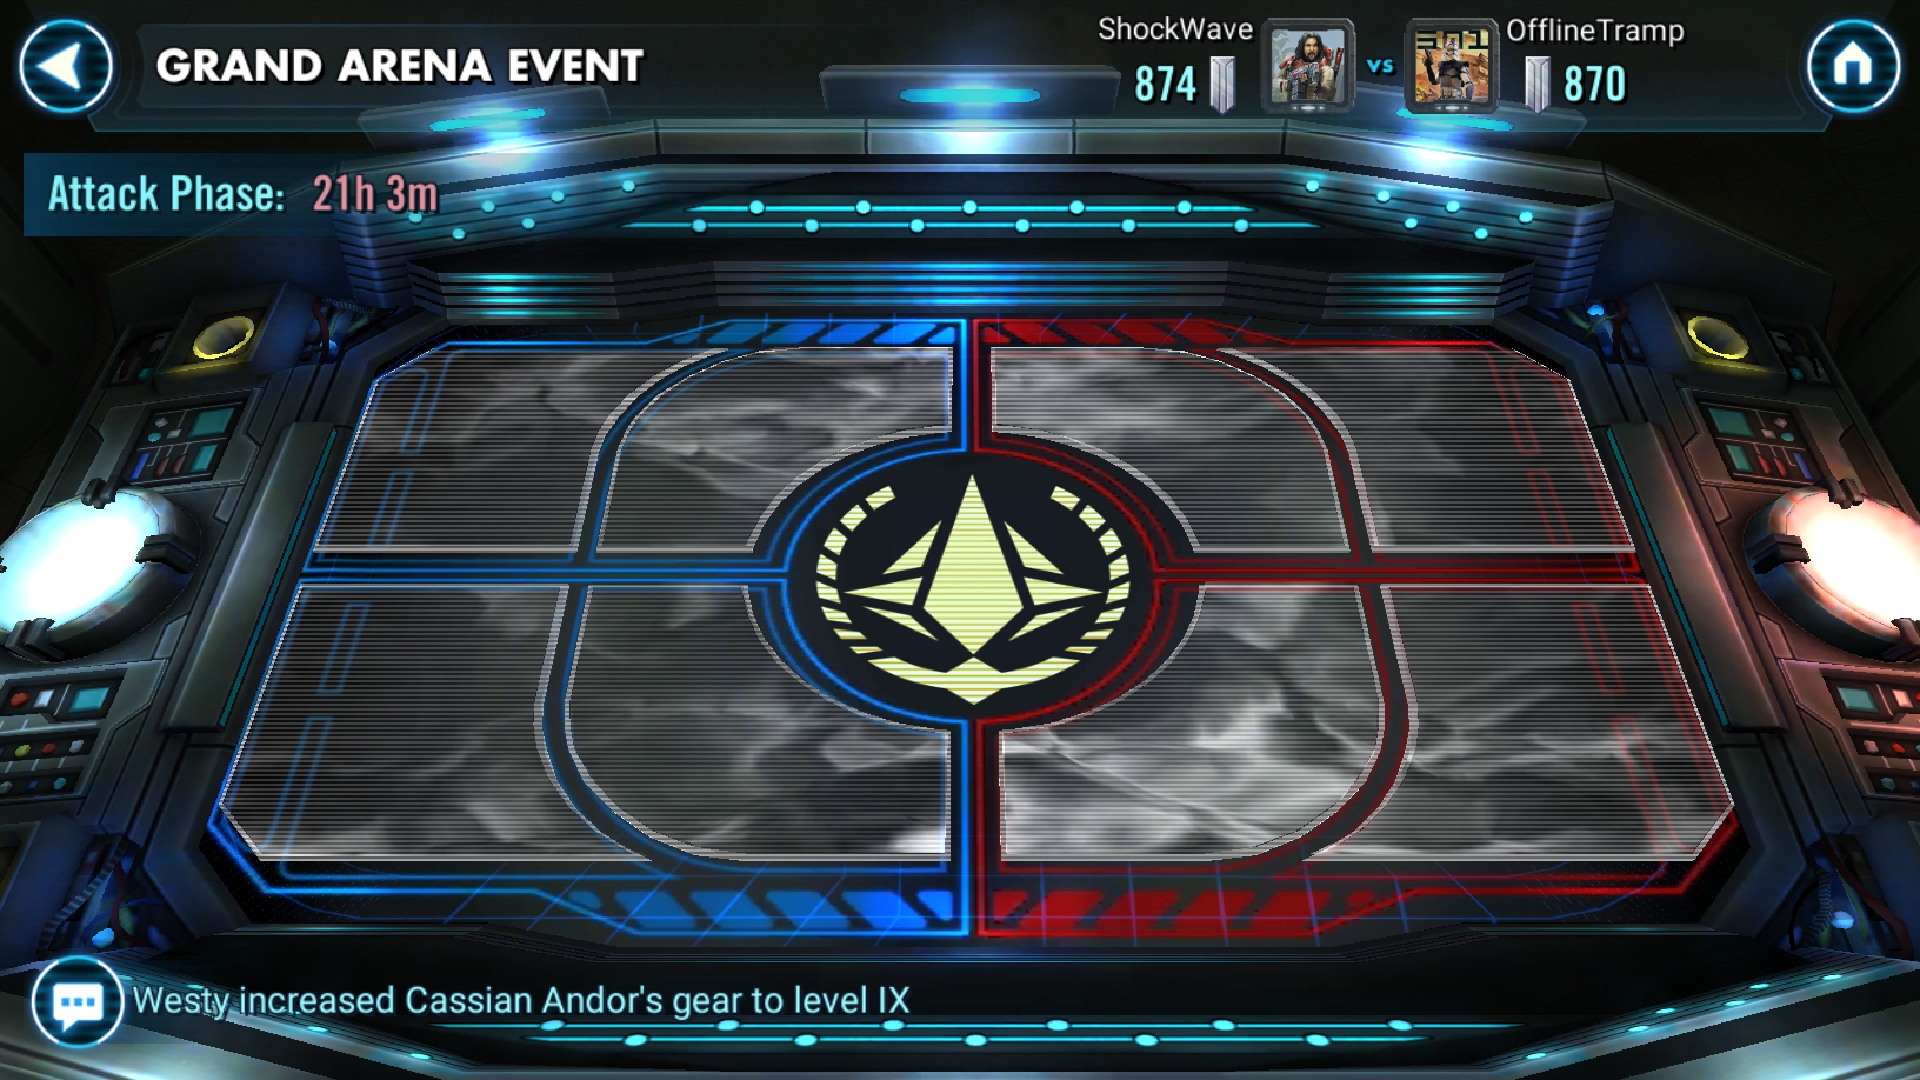 GRAND ARENA EVENT
ShockWave
874
vs
OfflineTramp
870
Attack Phase: 21h 3m
Westy increased Cassian Andor's gear to level IX